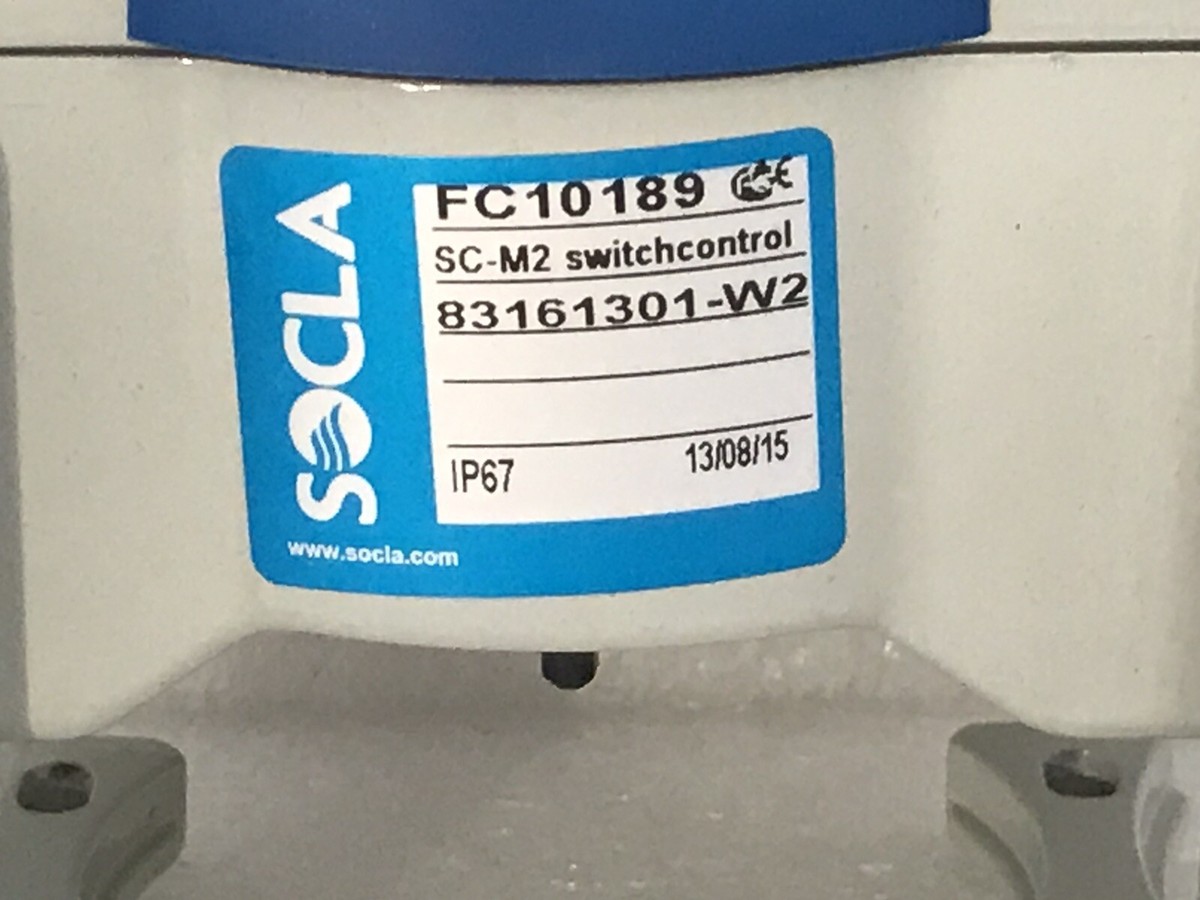 SOCLA
www.socla.com
FC10189
SC-M2 switchcontrol
83161301-W2
IP67 13/08/15